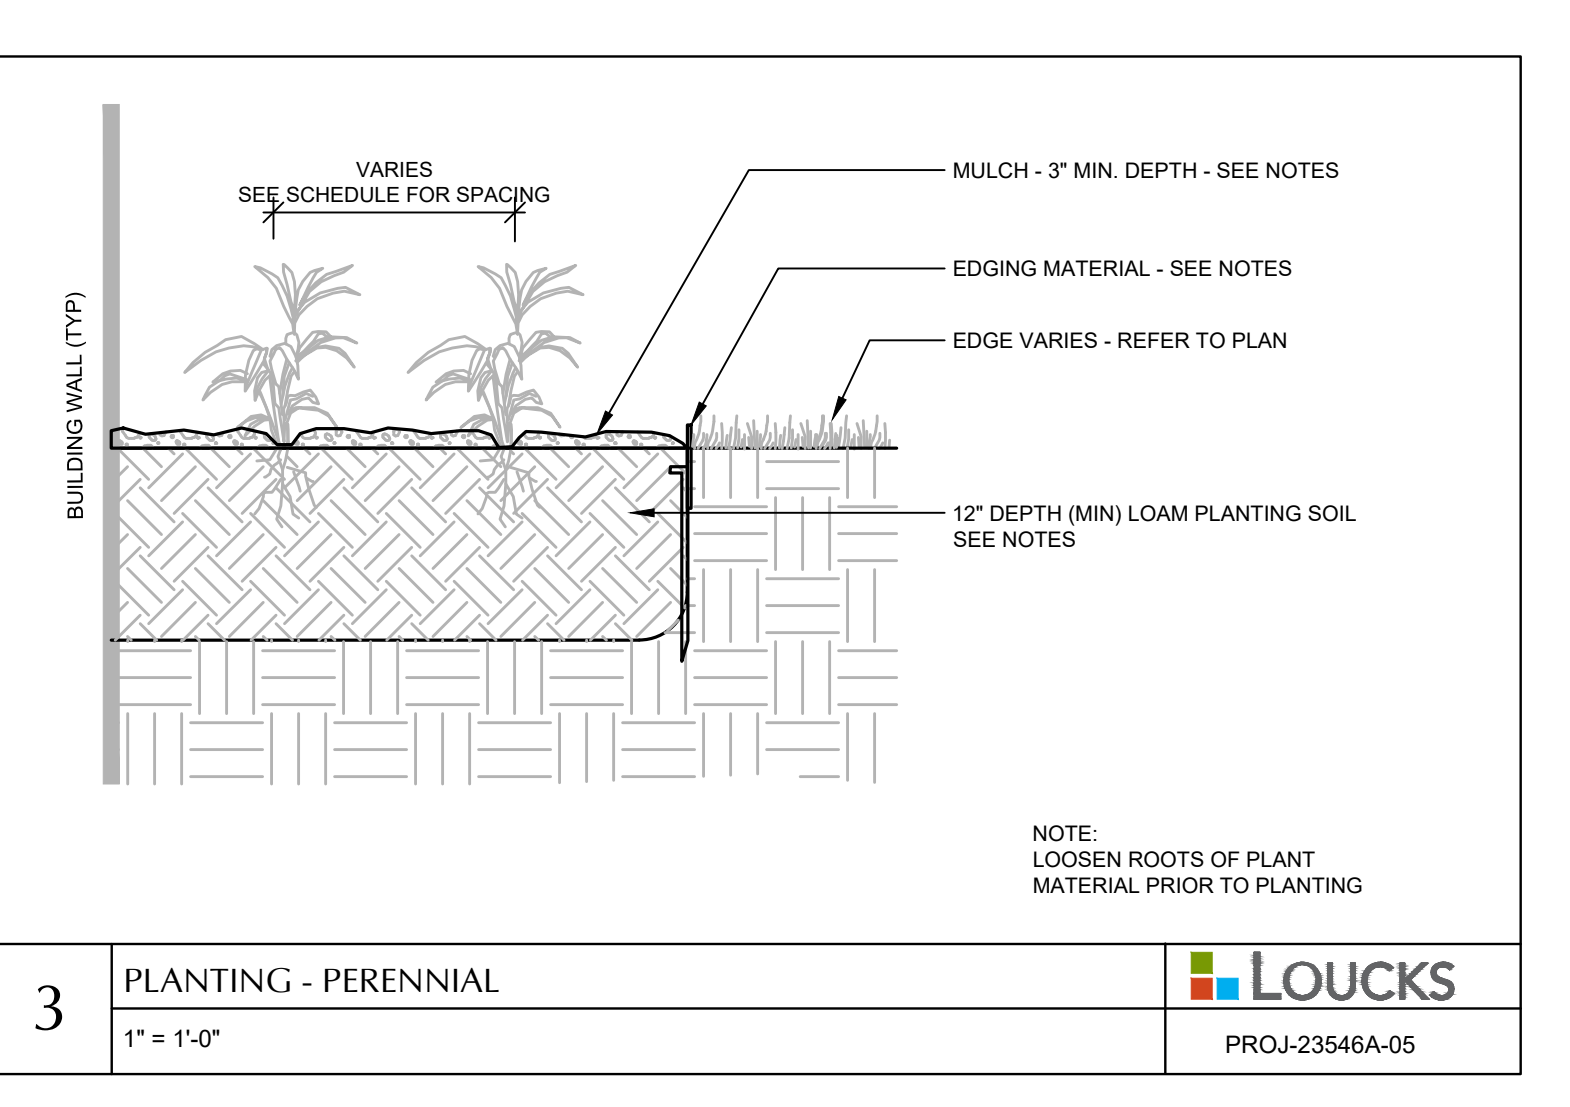 VARIES
SEE SCHEDULE FOR SPACING
MULCH - 3" MIN. DEPTH - SEE NOTES
EDGING MATERIAL - SEE NOTES
EDGE VARIES - REFER TO PLAN
BUILDING WALL (TYP)
12" DEPTH (MIN) LOAM PLANTING SOIL
SEE NOTES
NOTE:
LOOSEN ROOTS OF PLANT
MATERIAL PRIOR TO PLANTING
3
PLANTING - PERENNIAL
1" = 1'-0"
LOUCKS
PROJ-23546A-05